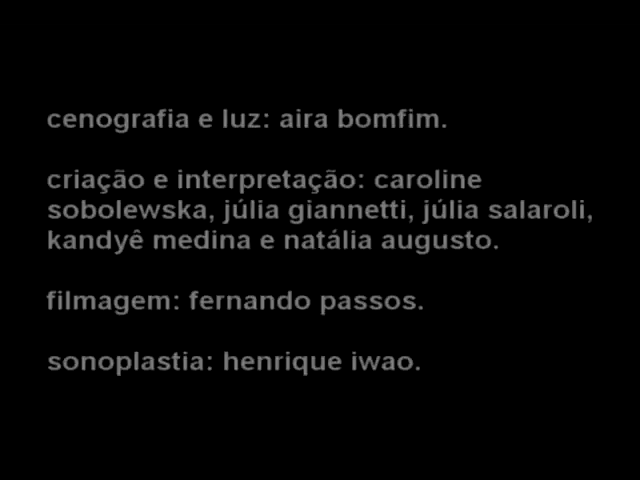 cenografia e luz: aira bomfim.
criação e interpretação: caroline
sobolewska, júlia giannetti, júlia salaroli,
kandyê medina e natália augusto.
filmagem: fernando passos.
sonoplastia: henrique iwao.